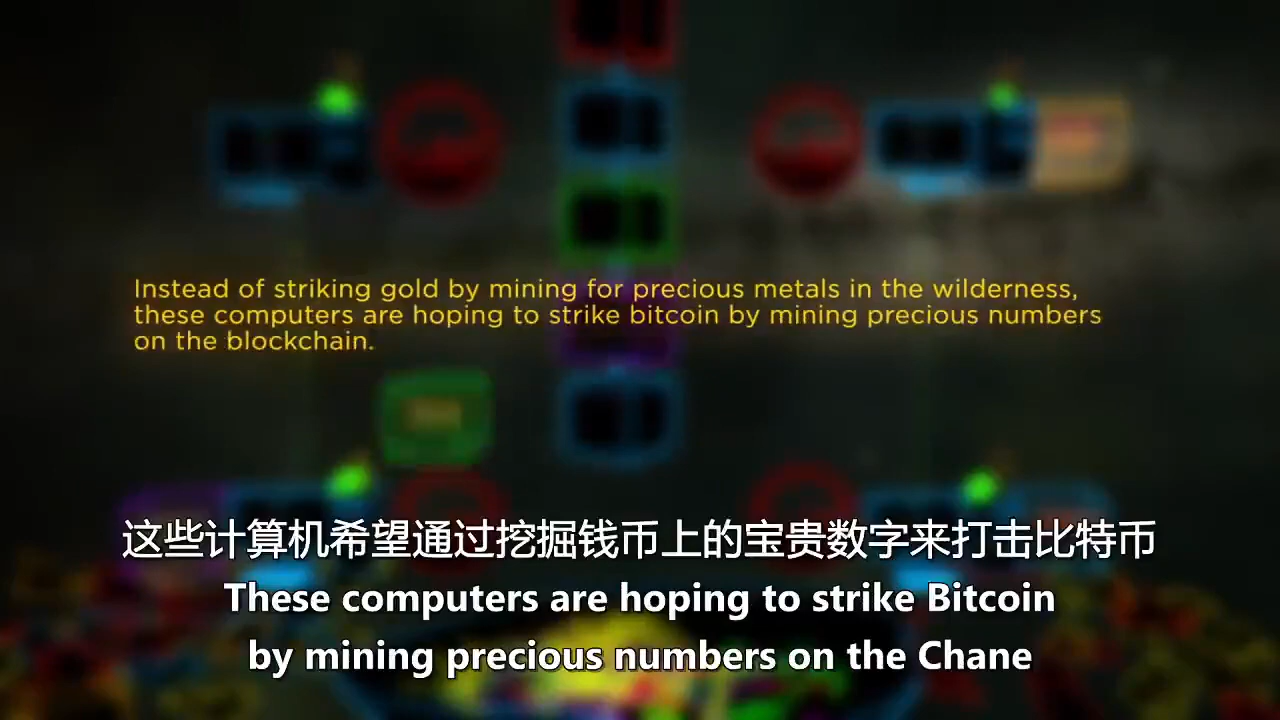 Instead of striking gold by mining for precious metals in the wilderness,
these computers are hoping to strike bitcoin by mining precious numbers
on the blockchain.
这些计算机希望通过挖掘钱币上的宝贵数字来打击比特币
These computers are hoping to strike Bitcoin
by mining precious numbers on the Chane